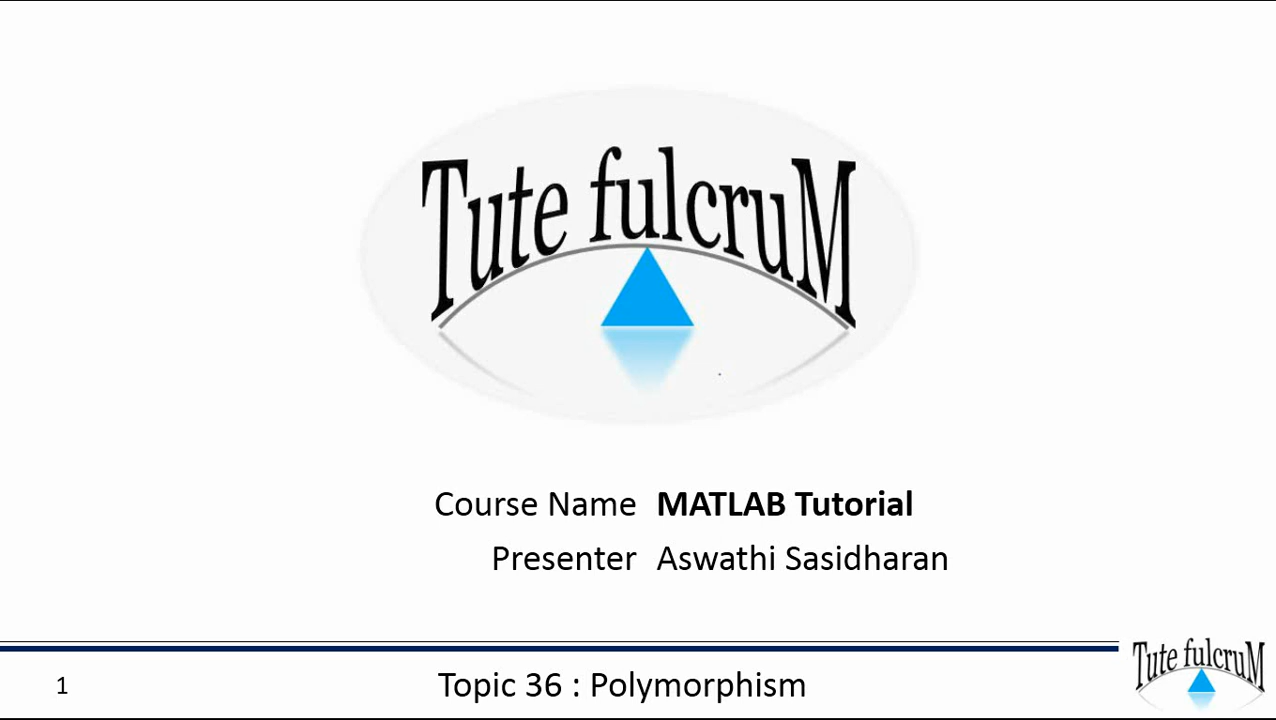 Tute fulcruM
Course Name MATLAB Tutorial
Presenter Aswathi Sasidharan
1
Topic 36 : Polymorphism
Tute fulcruM